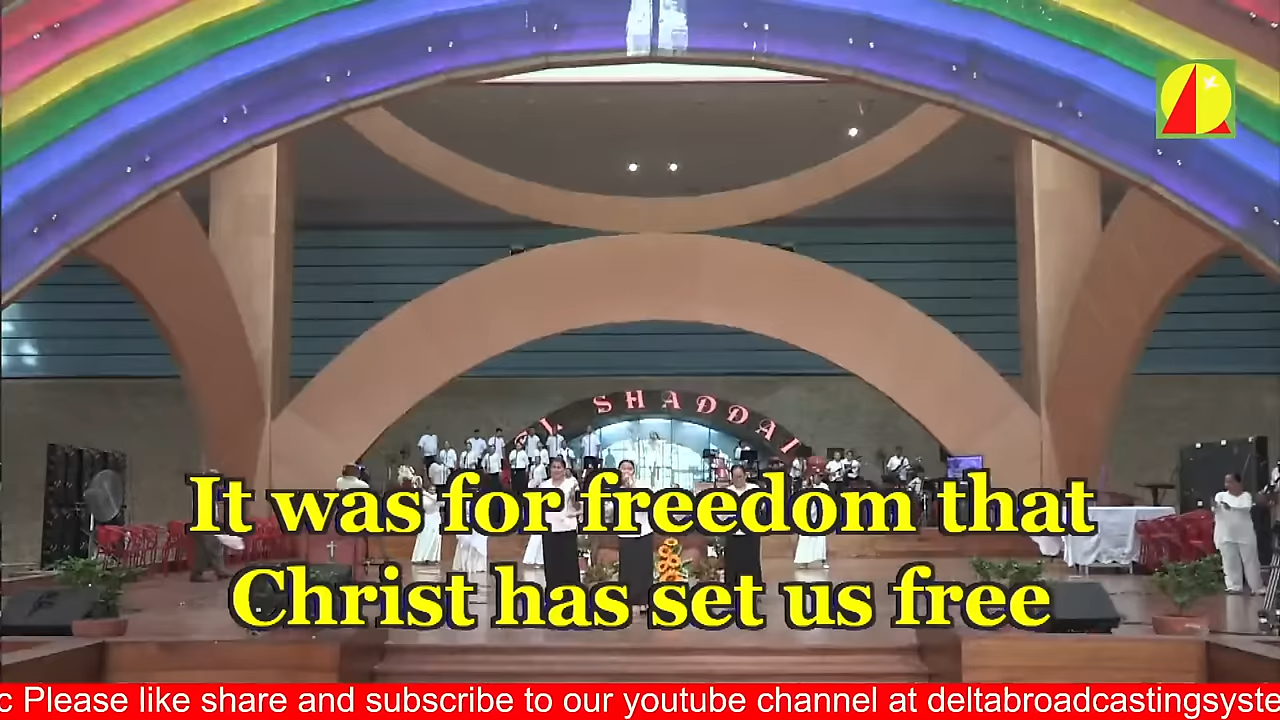 EL SHADDAI
It was for freedom that
Christ has set us free
c Please like share and subscribe to our youtube channel at deltabroadcastingsyste